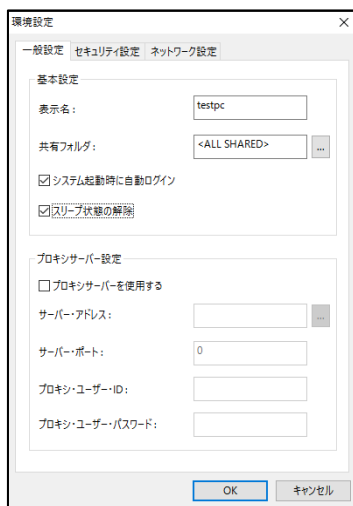 環境設定
一般設定 セキュリティ設定 ネットワーク設定
基本設定
表示名：
testpc
共有フォルダ：
<ALL SHARED>
...
システム起動時に自動ログイン
スリープ状態の解除
プロキシサーバー設定
プロキシサーバーを使用する
サーバー・アドレス：
...
サーバー・ポート：
0
プロキシ・ユーザー・ID：
プロキシ・ユーザー・パスワード：
OK キャンセル